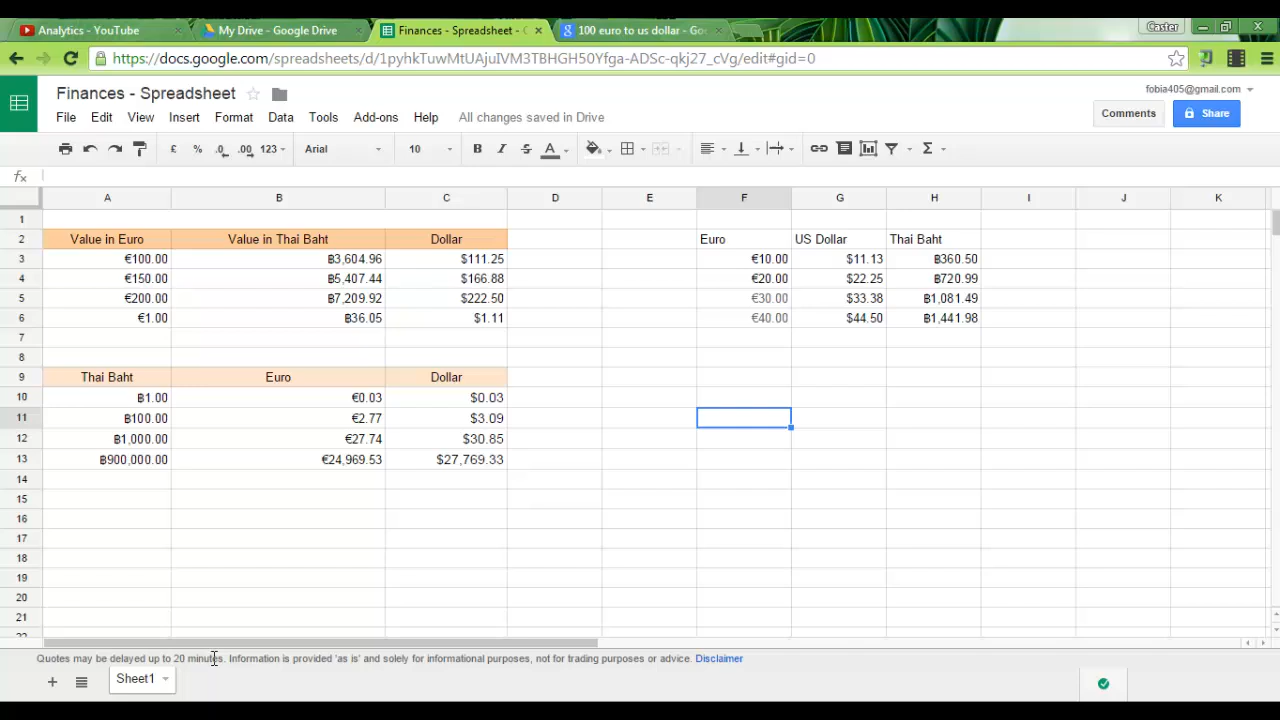 Analytics - YouTube
My Drive - Google Drive
Finances - Spreadsheet -
100 euro to us dollar - Go
Caster
https://docs.google.com/spreadsheets/d/1pyhkTuwMtUAjuIVM3TBHGH50Yfga-ADSc-qkj27_cVg/edit#gid=0
Finances - Spreadsheet
fobia405@gmail.com
File Edit View Insert Format Data Tools Add-ons Help All changes saved in Drive
Comments
Share
£ % .0 .00 123 Arial 10 B I S A Σ
fx
A B C D E F G H I J K
1
2 Value in Euro Value in Thai Baht Dollar Euro US Dollar Thai Baht
3 €100.00 ฿3,604.96 $111.25 €10.00 $11.13 ฿360.50
4 €150.00 ฿5,407.44 $166.88 €20.00 $22.25 ฿720.99
5 €200.00 ฿7,209.92 $222.50 €30.00 $33.38 ฿1,081.49
6 €1.00 ฿36.05 $1.11 €40.00 $44.50 ฿1,441.98
7
8
9 Thai Baht Euro Dollar
10 ฿1.00 €0.03 $0.03
11 ฿100.00 €2.77 $3.09
12 ฿1,000.00 €27.74 $30.85
13 ฿900,000.00 €24,969.53 $27,769.33
14
15
16
17
18
19
20
21
22
Quotes may be delayed up to 20 minutes. Information is provided 'as is' and solely for informational purposes, not for trading purposes or advice. Disclaimer
Sheet1